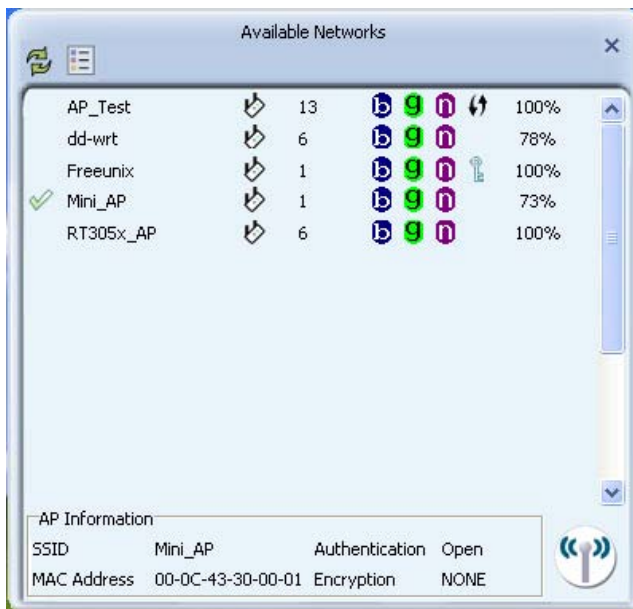 Available Networks
AP_Test 13 b g n 100%
dd-wrt 6 b g n 78%
Freeunix 1 b g n 100%
Mini_AP 1 b g n 73%
RT305x_AP 6 b g n 100%
AP Information
SSID Mini_AP Authentication Open
MAC Address 00-0C-43-30-00-01 Encryption NONE